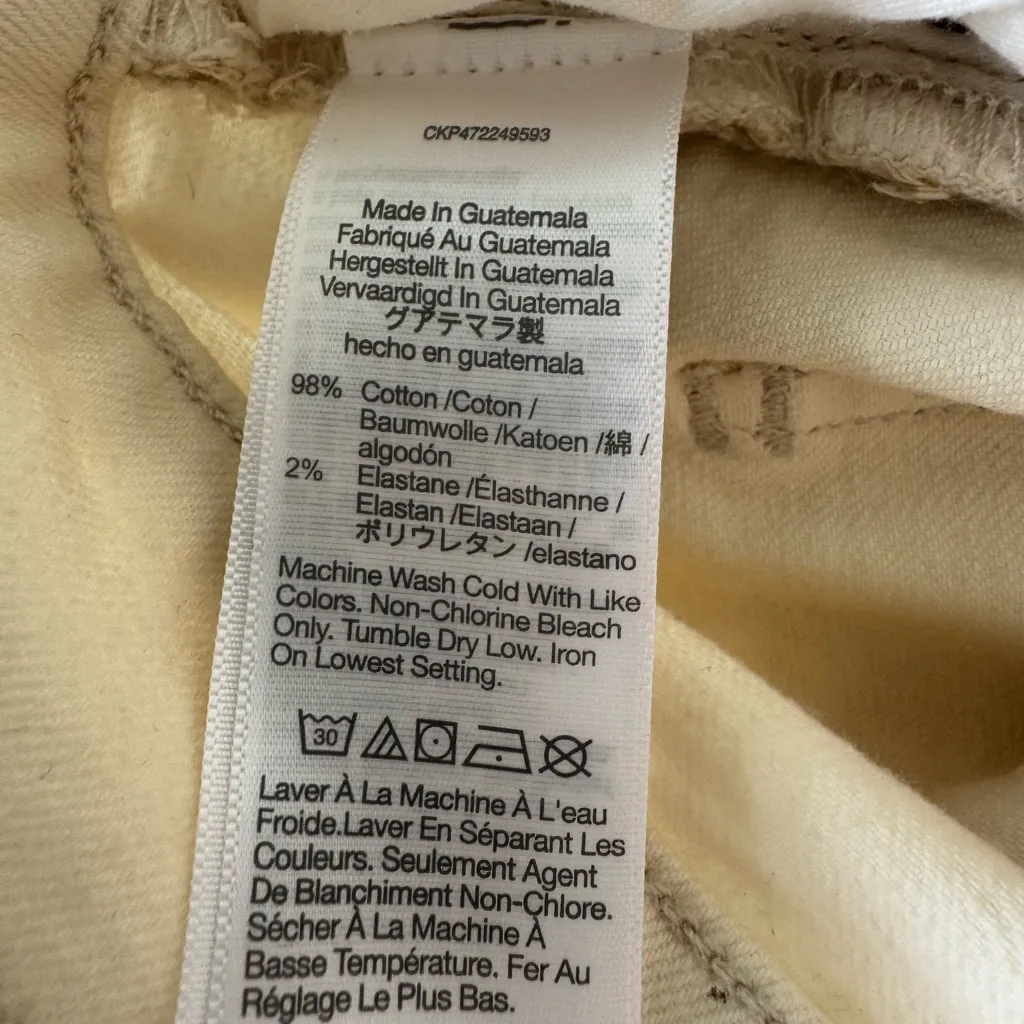 CKP472249593
Made In Guatemala
Fabriqué Au Guatemala
Hergestellt In Guatemala
Vervaardigd In Guatemala
グアテマラ製
hecho en guatemala
98% Cotton /Coton /
Baumwolle /Katoen /綿 /
algodón
2% Elastane /Élasthanne /
Elastan /Elastaan /
ポリウレタン /elastano
Machine Wash Cold With Like
Colors. Non-Chlorine Bleach
Only. Tumble Dry Low. Iron
On Lowest Setting.
30
Laver À La Machine À L'eau
Froide.Laver En Séparant Les
Couleurs. Seulement Agent
De Blanchiment Non-Chlore.
Sécher À La Machine À
Basse Température. Fer Au
Réglage Le Plus Bas.